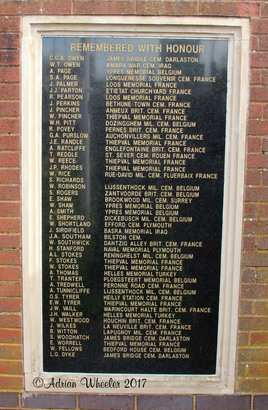 REMEMBERED WITH HONOUR
C.G.A. OWEN JAMES BRIDGE CEM. DARLASTON
W.T. OWEN AMARA WAR CEM. IRAQ
A. PAGE YPRES MEMORIAL BELGIUM
S.A. PAGE LONGUENESSE SOUVENIR CEM. FRANCE
J. PALMER LOOS MEMORIAL FRANCE
J.J. PARTON ETRETAT CHURCHYARD FRANCE
R. PEARSON LOOS MEMORIAL FRANCE
J. PERKINS BETHUNE TOWN CEM. FRANCE
J. PINCHER ANNEUX BRIT. CEM. FRANCE
W. PINCHER THIEPVAL MEMORIAL FRANCE
W.H. PITT DOZINGGHEM MIL. CEM. BELGIUM
R. POVEY PERNES BRIT. CEM. FRANCE
G.A. PURSLOW AUCHONVILLERS MIL. CEM. FRANCE
J.E. RANDLE THIEPVAL MEMORIAL FRANCE
A. RATCLIFFE ENGLEFONTAINE BRIT. CEM. FRANCE
T. REDDLE ST. SEVER CEM. ROUEN FRANCE
W. REECE THIEPVAL MEMORIAL FRANCE
J.P. RHODES THIEPVAL MEMORIAL FRANCE
W. RICE RUE-DAVID MIL. CEM. FLUERBAIX FRANCE
S. RICHARDS
W. ROBINSON LIJSSENHOCK MIL. CEM. BELGIUM
S. ROGERS ZANTVOORDE BRIT. CEM. BELGIUM
E. SHAW BROOKWOOD MIL. CEM. SURREY
W. SHAW YPRES MEMORIAL BELGIUM
A. SMITH YPRES MEMORIAL BELGIUM
E. SHEPHERD DICKEBUSCH MIL. CEM. BELGIUM
W. SHORTLAND EFFORD CEM. PLYMOUTH
J. SIRDIFIELD BASRA MEMORIAL IRAQ
J.A. SOUTHAM BILSTON CEM.
W. SOUTHWICK DANTZIG ALLEY BRIT. CEM. FRANCE
H. STANFORD NAVAL MEMORIAL PLYMOUTH
A.L. STOKES RENINGHELST MIL. CEM. BELGIUM
F. STOKES THIEPVAL MEMORIAL FRANCE
W. STOKES THIEPVAL MEMORIAL FRANCE
A. THOMAS HELLES MEMORIAL TURKEY
T. TRANTER PLOEGSTEERT MEMORIAL BELGIUM
A. TREDWELL PERONNE ROAD CEM. FRANCE
A. TUNNICLIFFE LIJSSENHOCK MIL. CEM. BELGIUM
O.S. TYRER HEILLY STATION CEM. FRANCE
E.W. TYRER THIEPVAL MEMORIAL FRANCE
J.W. VAILL WARINCOURT HALTE BRIT. CEM. FRANCE
J.H. WALKER HELLES MEMORIAL TURKEY
W. WESTWOOD HOUCHIN BRIT. CEM. FRANCE
J. WILKES LA NEUVILLE BRIT. CEM. FRANCE
B. WITTON LAPUGNOY MIL. CEM. FRANCE
S. WOODHATCH JAMES BRIDGE CEM. DARLASTON
E. WORRELL THIEPVAL MEMORIAL FRANCE
W. FELLOWS BEDFORD HOUSE CEM. BELGIUM
L.G. DYKE JAMES BRIDGE CEM. DARLASTON
©Adrian Wheeler 2017